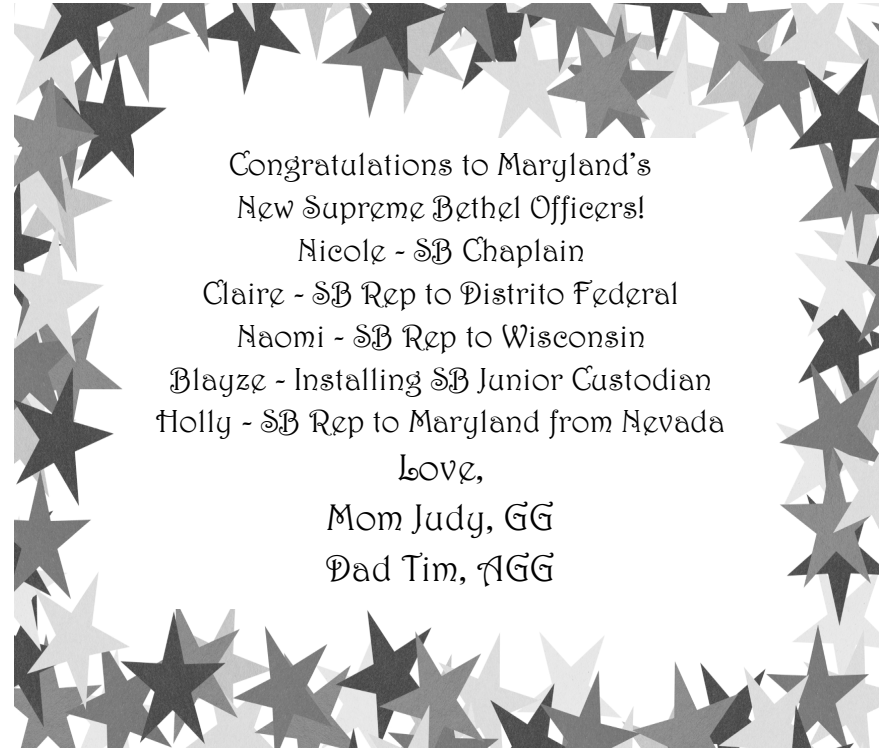 Congratulations to Maryland's
New Supreme Bethel Officers!
Nicole - SB Chaplain
Claire - SB Rep to Distrito Federal
Naomi - SB Rep to Wisconsin
Blayze - Installing SB Junior Custodian
Holly - SB Rep to Maryland from Nevada
Love,
Mom Judy, GG
Dad Tim, AGG